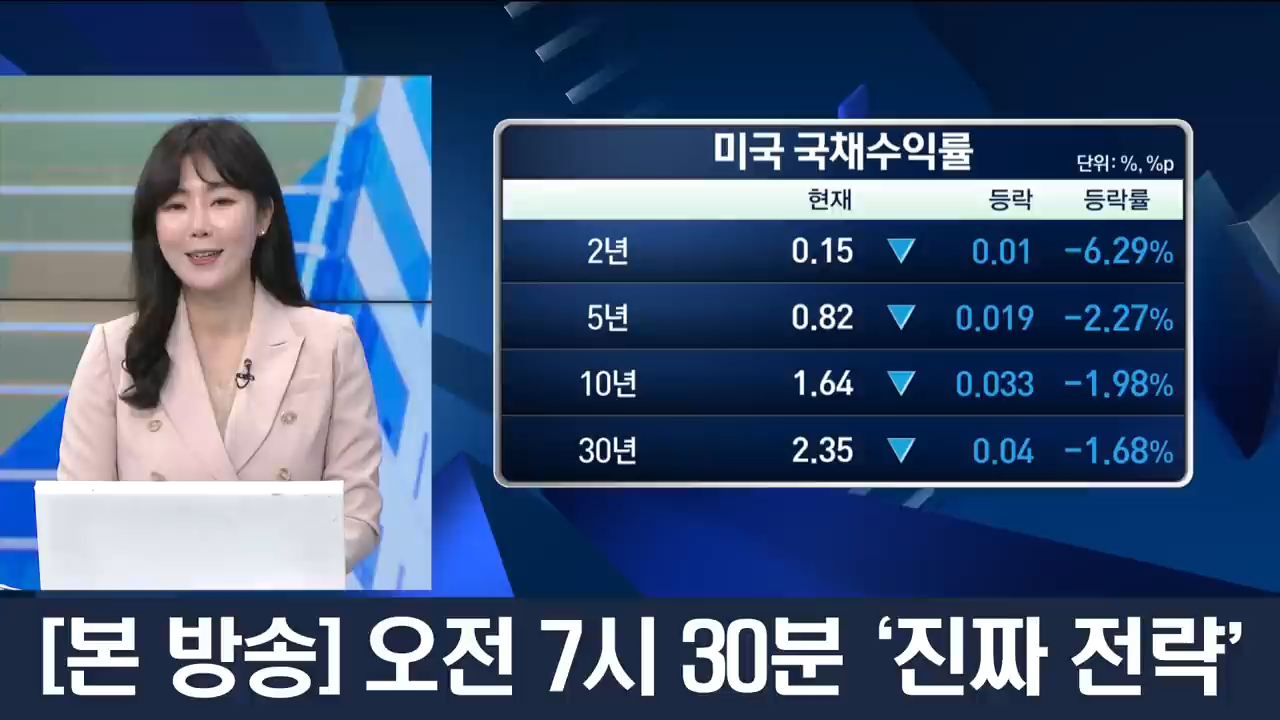 미국 국채수익률
단위: %, %p
현재 등락 등락률
2년 0.15 ▼ 0.01 -6.29%
5년 0.82 ▼ 0.019 -2.27%
10년 1.64 ▼ 0.033 -1.98%
30년 2.35 ▼ 0.04 -1.68%
[본 방송] 오전 7시 30분 ‘진짜 전략’